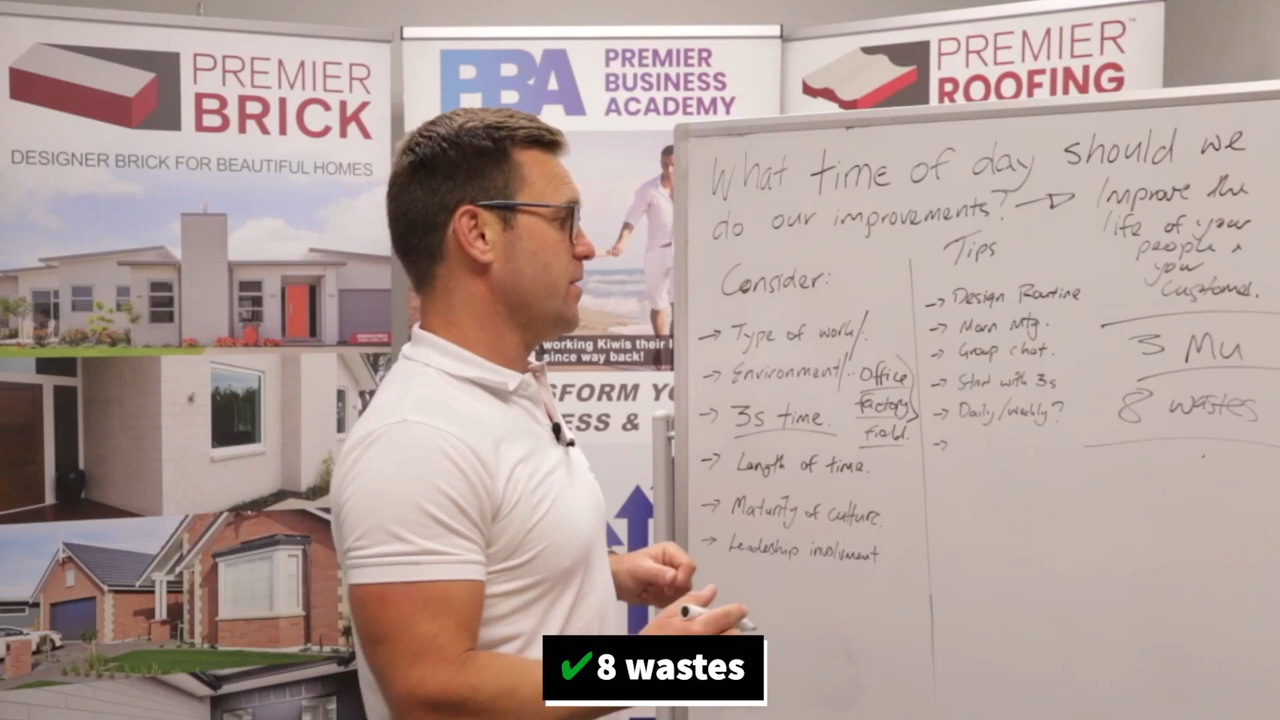 PREMIER
BRICK
DESIGNER BRICK FOR BEAUTIFUL HOMES
PBA
PREMIER
BUSINESS
ACADEMY
working Kiwis their
since way back!
SFORM YO
ESS &
PREMIER™
ROOFING
What time of day should we
do our improvements? → Improve the
life of your
people +
your
customer.
Consider:
→ Type of work/.
→ Environment/. Office
factory
field.
→ 3s time.
→ Length of time.
→ Maturity of culture.
→ Leadership involvment
Tips
→ Design Routine
→ Morn Mtg.
→ Group chat.
→ Start with 3s
→ Daily/weekly?
→
3 Mu
8 wastes
✔8 wastes